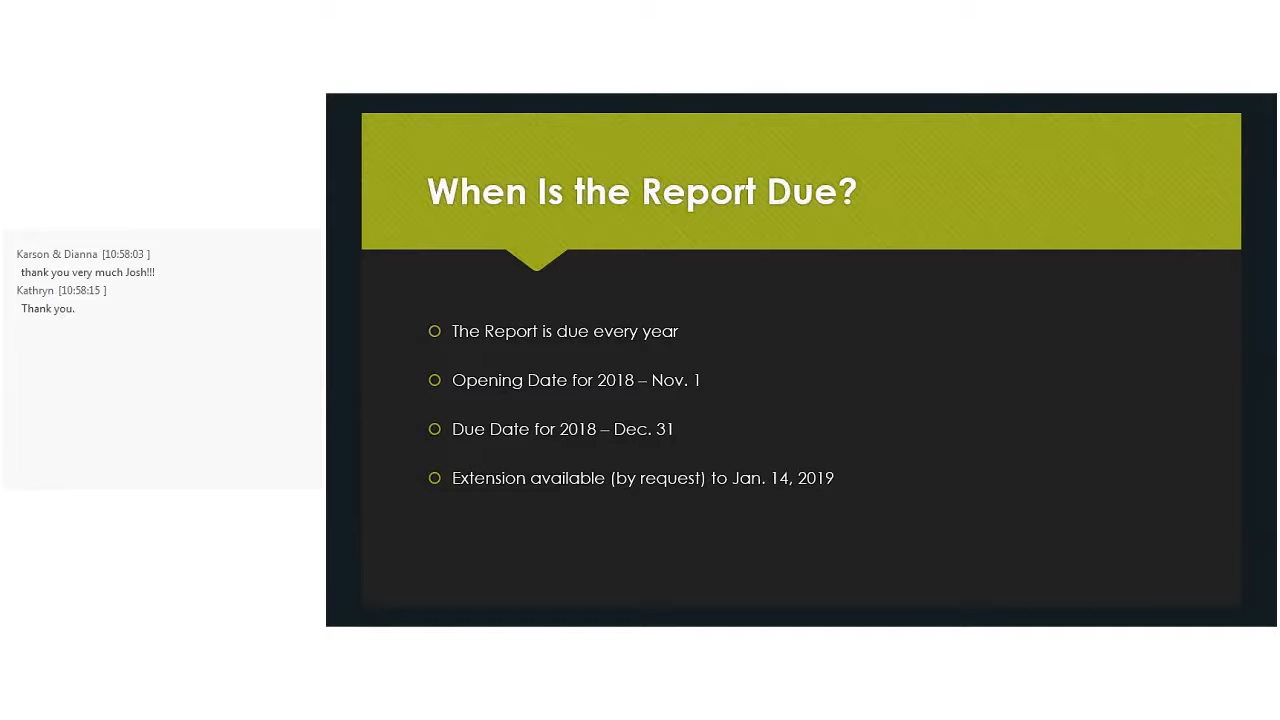 Karson & Dianna [10:58:03 ]
thank you very much Josh!!!
Kathryn [10:58:15 ]
Thank you.
When Is the Report Due?
The Report is due every year
Opening Date for 2018 – Nov. 1
Due Date for 2018 – Dec. 31
Extension available (by request) to Jan. 14, 2019